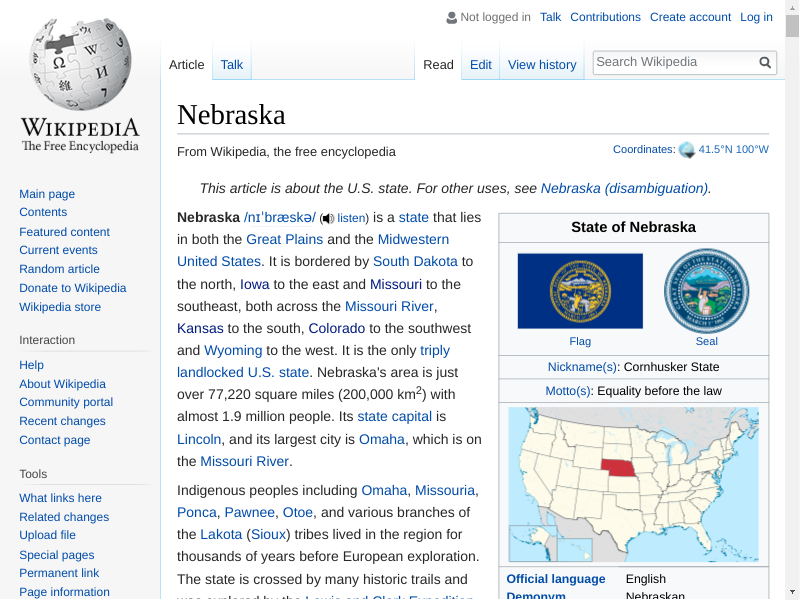 Not logged in Talk Contributions Create account Log in
Article Talk Read Edit View history Search Wikipedia
WIKIPEDIA
The Free Encyclopedia
Main page
Contents
Featured content
Current events
Random article
Donate to Wikipedia
Wikipedia store
Interaction
Help
About Wikipedia
Community portal
Recent changes
Contact page
Tools
What links here
Related changes
Upload file
Special pages
Permanent link
Page information
Nebraska
From Wikipedia, the free encyclopedia
Coordinates: 41.5°N 100°W
This article is about the U.S. state. For other uses, see Nebraska (disambiguation).
Nebraska /nɪˈbræskə/ (listen) is a state that lies
in both the Great Plains and the Midwestern
United States. It is bordered by South Dakota to
the north, Iowa to the east and Missouri to the
southeast, both across the Missouri River,
Kansas to the south, Colorado to the southwest
and Wyoming to the west. It is the only triply
landlocked U.S. state. Nebraska's area is just
over 77,220 square miles (200,000 km²) with
almost 1.9 million people. Its state capital is
Lincoln, and its largest city is Omaha, which is on
the Missouri River.
Indigenous peoples including Omaha, Missouria,
Ponca, Pawnee, Otoe, and various branches of
the Lakota (Sioux) tribes lived in the region for
thousands of years before European exploration.
The state is crossed by many historic trails and
was explored by the Lewis and Clark Expedition.
State of Nebraska
Flag Seal
Nickname(s): Cornhusker State
Motto(s): Equality before the law
Official language English
Demonym Nebraskan